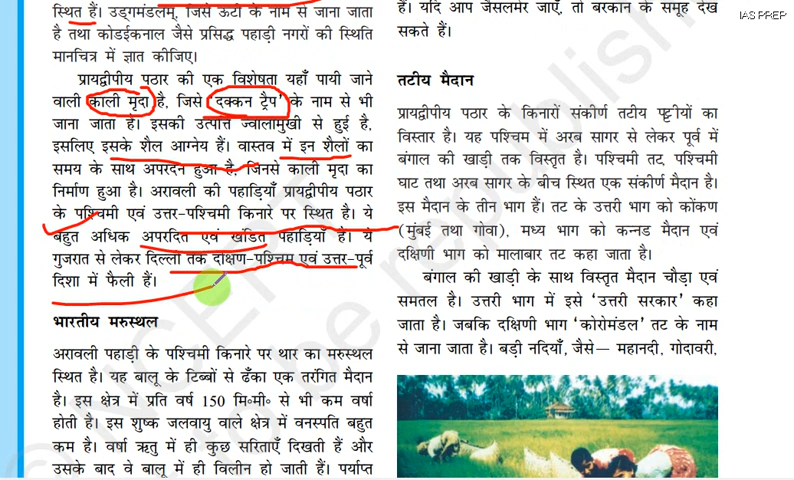 स्थित हैं। उड्गमंडलम्, जिसे ऊटी के नाम से जाना जाता
है तथा कोडईकनाल जैसे प्रसिद्ध पहाड़ी नगरों की स्थिति
मानचित्र में ज्ञात कीजिए।
प्रायद्वीपीय पठार की एक विशेषता यहाँ पायी जाने
वाली काली मृदा है, जिसे ‘दक्कन ट्रैप’ के नाम से भी
जाना जाता है। इसकी उत्पत्ति ज्वालामुखी से हुई है,
इसलिए इसके शैल आग्नेय हैं। वास्तव में इन शैलों का
समय के साथ अपरदन हुआ है, जिनसे काली मृदा का
निर्माण हुआ है। अरावली की पहाड़ियाँ प्रायद्वीपीय पठार
के पश्चिमी एवं उत्तर-पश्चिमी किनारे पर स्थित है। ये
बहुत अधिक अपरदित एवं खंडित पहाड़ियाँ हैं। ये
गुजरात से लेकर दिल्ली तक दक्षिण-पश्चिम एवं उत्तर-पूर्व
दिशा में फैली हैं।
भारतीय मरुस्थल
अरावली पहाड़ी के पश्चिमी किनारे पर थार का मरुस्थल
स्थित है। यह बालू के टिब्बों से ढँका एक तरंगित मैदान
है। इस क्षेत्र में प्रति वर्ष 150 मि॰मी॰ से भी कम वर्षा
होती है। इस शुष्क जलवायु वाले क्षेत्र में वनस्पति बहुत
कम है। वर्षा ऋतु में ही कुछ सरिताएँ दिखती हैं और
उसके बाद वे बालू में ही विलीन हो जाती हैं। पर्याप्त
हैं। यदि आप जैसलमेर जाएँ, तो बरकान के समूह देख
सकते हैं।
तटीय मैदान
प्रायद्वीपीय पठार के किनारों संकीर्ण तटीय पट्टीयों का
विस्तार है। यह पश्चिम में अरब सागर से लेकर पूर्व में
बंगाल की खाड़ी तक विस्तृत है। पश्चिमी तट, पश्चिमी
घाट तथा अरब सागर के बीच स्थित एक संकीर्ण मैदान है।
इस मैदान के तीन भाग हैं। तट के उत्तरी भाग को कोंकण
(मुंबई तथा गोवा), मध्य भाग को कन्नड मैदान एवं
दक्षिणी भाग को मालाबार तट कहा जाता है।
बंगाल की खाड़ी के साथ विस्तृत मैदान चौड़ा एवं
समतल है। उत्तरी भाग में इसे ‘उत्तरी सरकार’ कहा
जाता है। जबकि दक्षिणी भाग ‘कोरोमंडल’ तट के नाम
से जाना जाता है। बड़ी नदियाँ, जैसे— महानदी, गोदावरी,
IAS PREP
© NCERT
to be republish